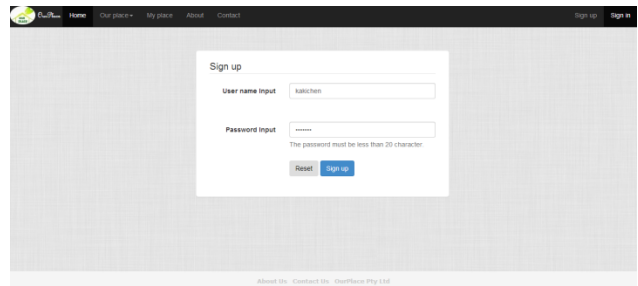 OurPlace Home Our place My place About Contact Sign up Sign in
Sign up
User name Input kakichen
Password Input •••••••
The password must be less than 20 character.
Reset Sign up
About Us Contact Us OurPlace Pty Ltd